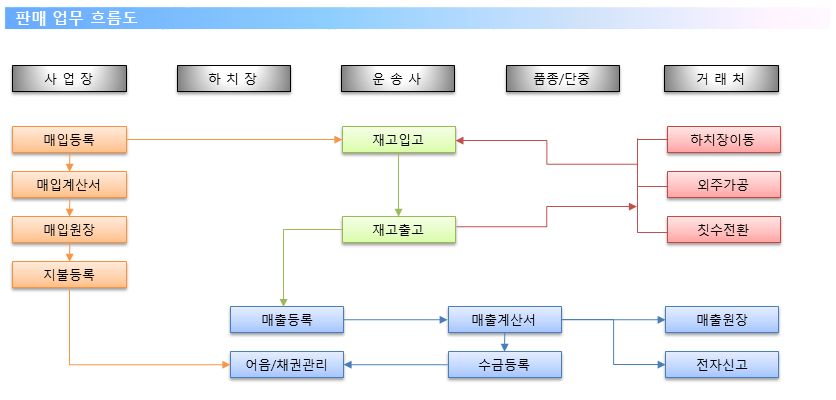 판매 업무 흐름도
사 업 장
하 치 장
운 송 사
품종/단중
거 래 처
매입등록
재고입고
하치장이동
매입계산서
외주가공
매입원장
재고출고
칫수전환
지불등록
매출등록
매출계산서
매출원장
어음/채권관리
수금등록
전자신고